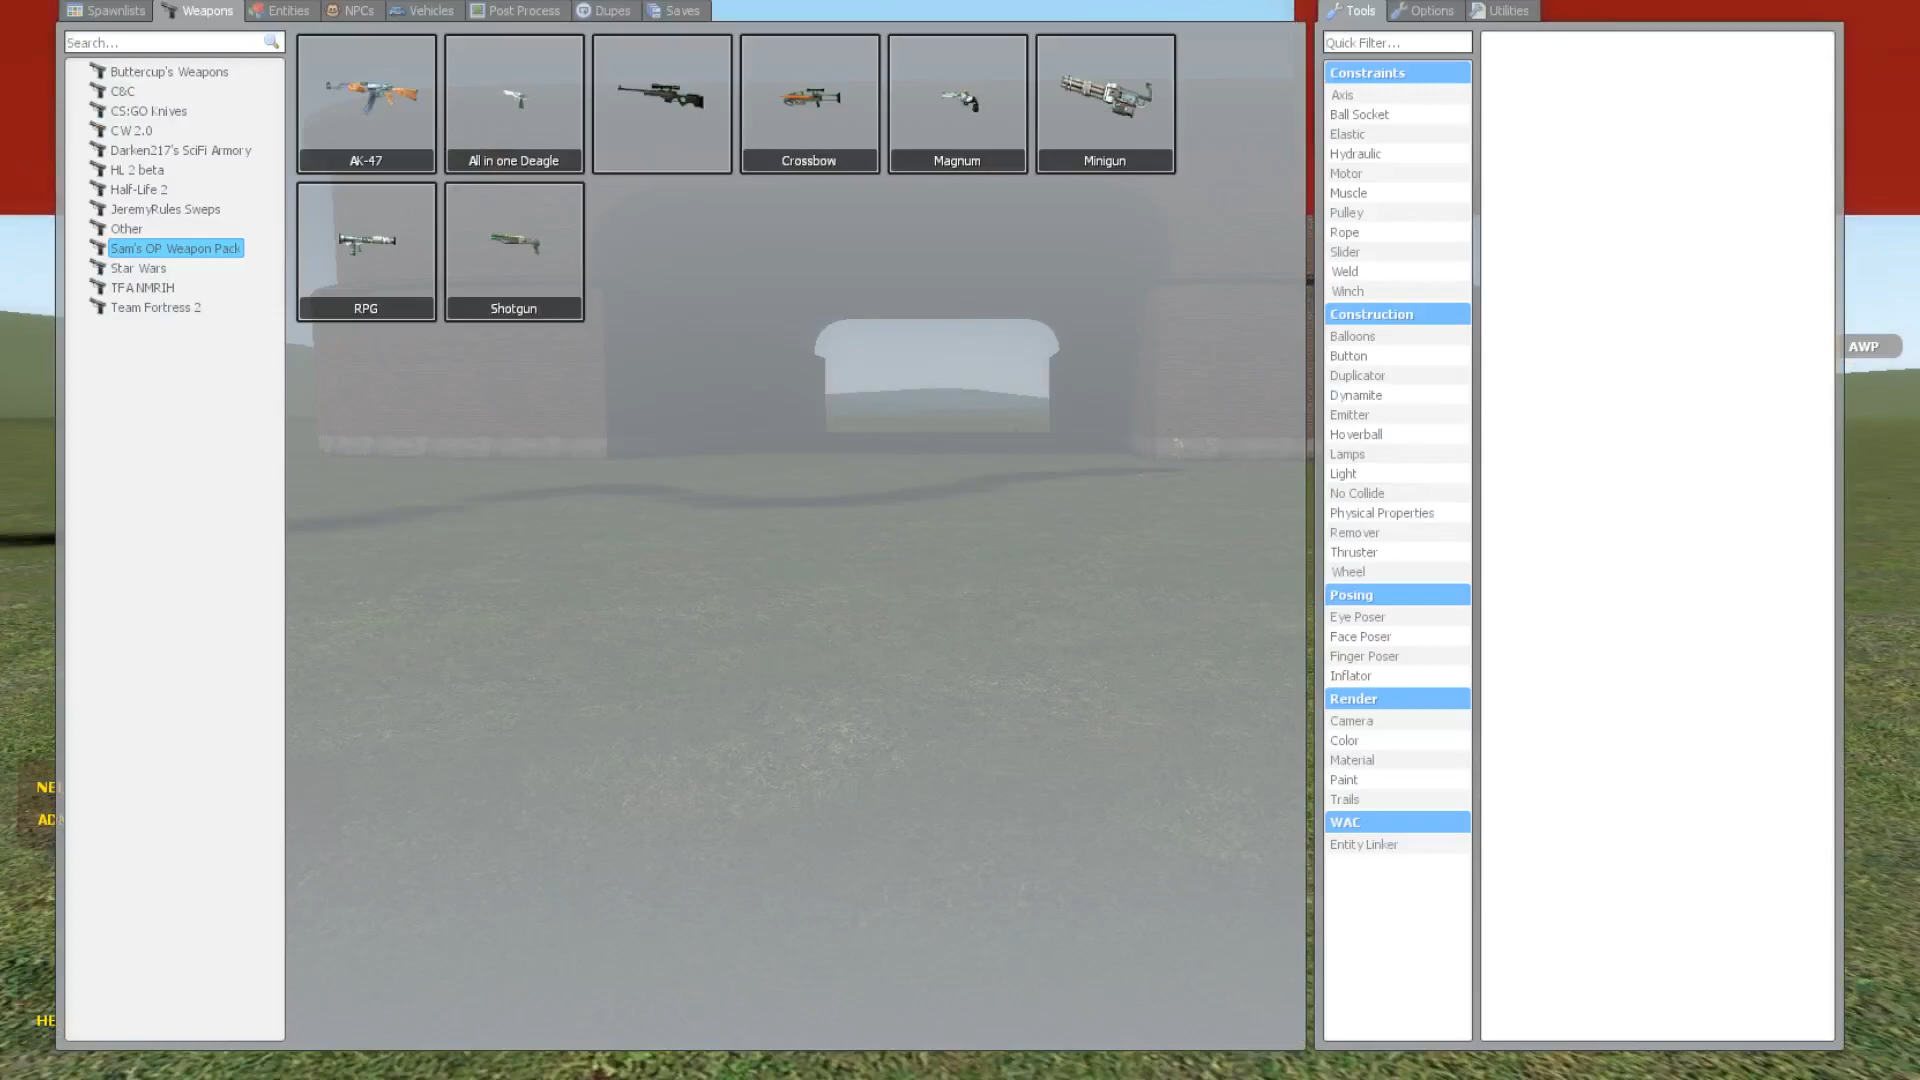 Spawnlists Weapons Entities NPCs Vehicles Post Process Dupes Saves
Search...
Buttercup's Weapons
C&C
CS:GO Knives
CW 2.0
Darken217's SciFi Armory
HL 2 beta
Half-Life 2
JeremyRules Sweps
Other
Sam's OP Weapon Pack
Star Wars
TFA NMRIH
Team Fortress 2
AK-47
All in one Deagle
Crossbow
Magnum
Minigun
RPG
Shotgun
Tools Options Utilities
Quick Filter...
Constraints
Axis
Ball Socket
Elastic
Hydraulic
Motor
Muscle
Pulley
Rope
Slider
Weld
Winch
Construction
Balloons
Button
Duplicator
Dynamite
Emitter
Hoverball
Lamps
Light
No Collide
Physical Properties
Remover
Thruster
Wheel
Posing
Eye Poser
Face Poser
Finger Poser
Inflator
Render
Camera
Color
Material
Paint
Trails
WAC
Entity Linker
AWP